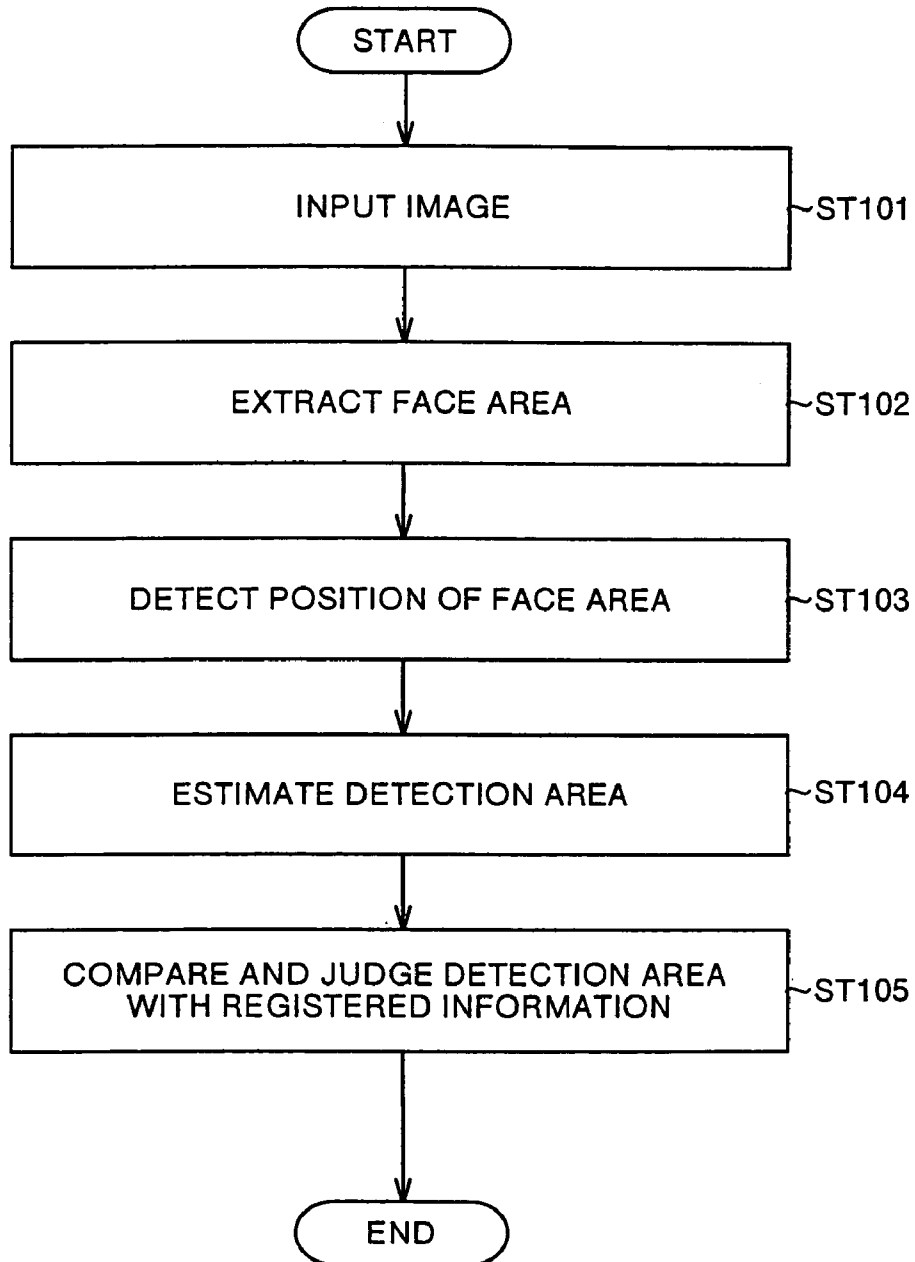 START
INPUT IMAGE
~ST101
EXTRACT FACE AREA
~ST102
DETECT POSITION OF FACE AREA
~ST103
ESTIMATE DETECTION AREA
~ST104
COMPARE AND JUDGE DETECTION AREA
WITH REGISTERED INFORMATION
~ST105
END